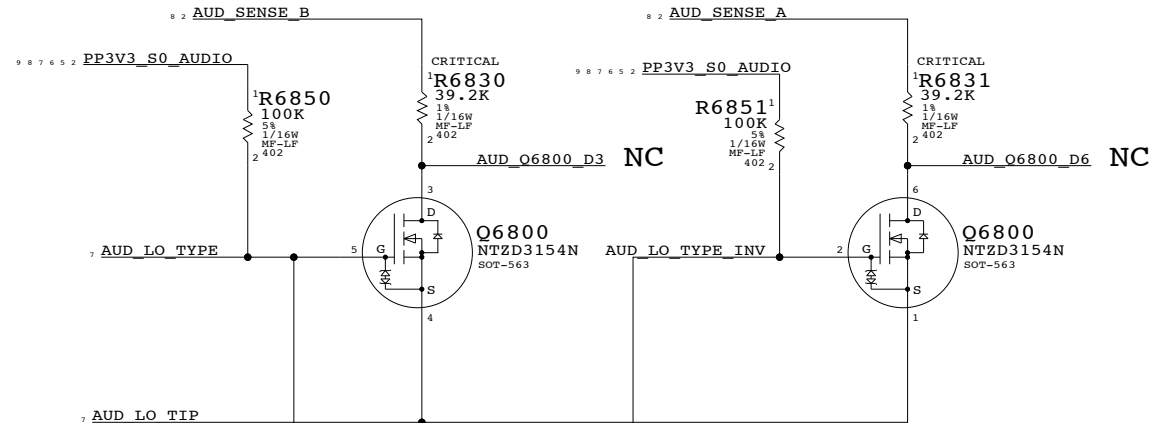 8 2 AUD_SENSE_B
8 2 AUD_SENSE_A
9 8 7 6 5 2 PP3V3_S0_AUDIO
CRITICAL
1 R6830
39.2K
1%
1/16W
MF-LF
402
2
1 R6850
100K
5%
1/16W
MF-LF
402
2
AUD_Q6800_D3 NC
9 8 7 6 5 2 PP3V3_S0_AUDIO
CRITICAL
1 R6831
39.2K
1%
1/16W
MF-LF
402
2
R6851 1
100K
5%
1/16W
MF-LF
402 2
AUD_Q6800_D6 NC
3
D
Q6800
NTZD3154N
SOT-563
7 AUD_LO_TYPE
5 G
S
4
6
D
Q6800
NTZD3154N
SOT-563
AUD_LO_TYPE_INV
2 G
S
1
7 AUD_LO_TIP